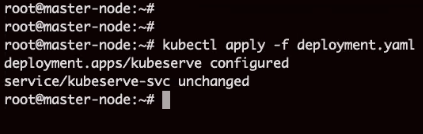 root@master-node:~#
root@master-node:~#
root@master-node:~# kubectl apply -f deployment.yaml
deployment.apps/kubeserve configured
service/kubeserve-svc unchanged
root@master-node:~#